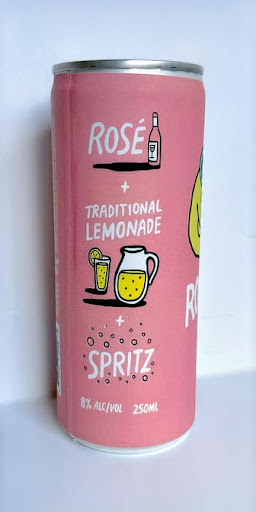 ROSÉ
+
TRADITIONAL
LEMONADE
+
SPRITZ
8% ALC/VOL 250ML